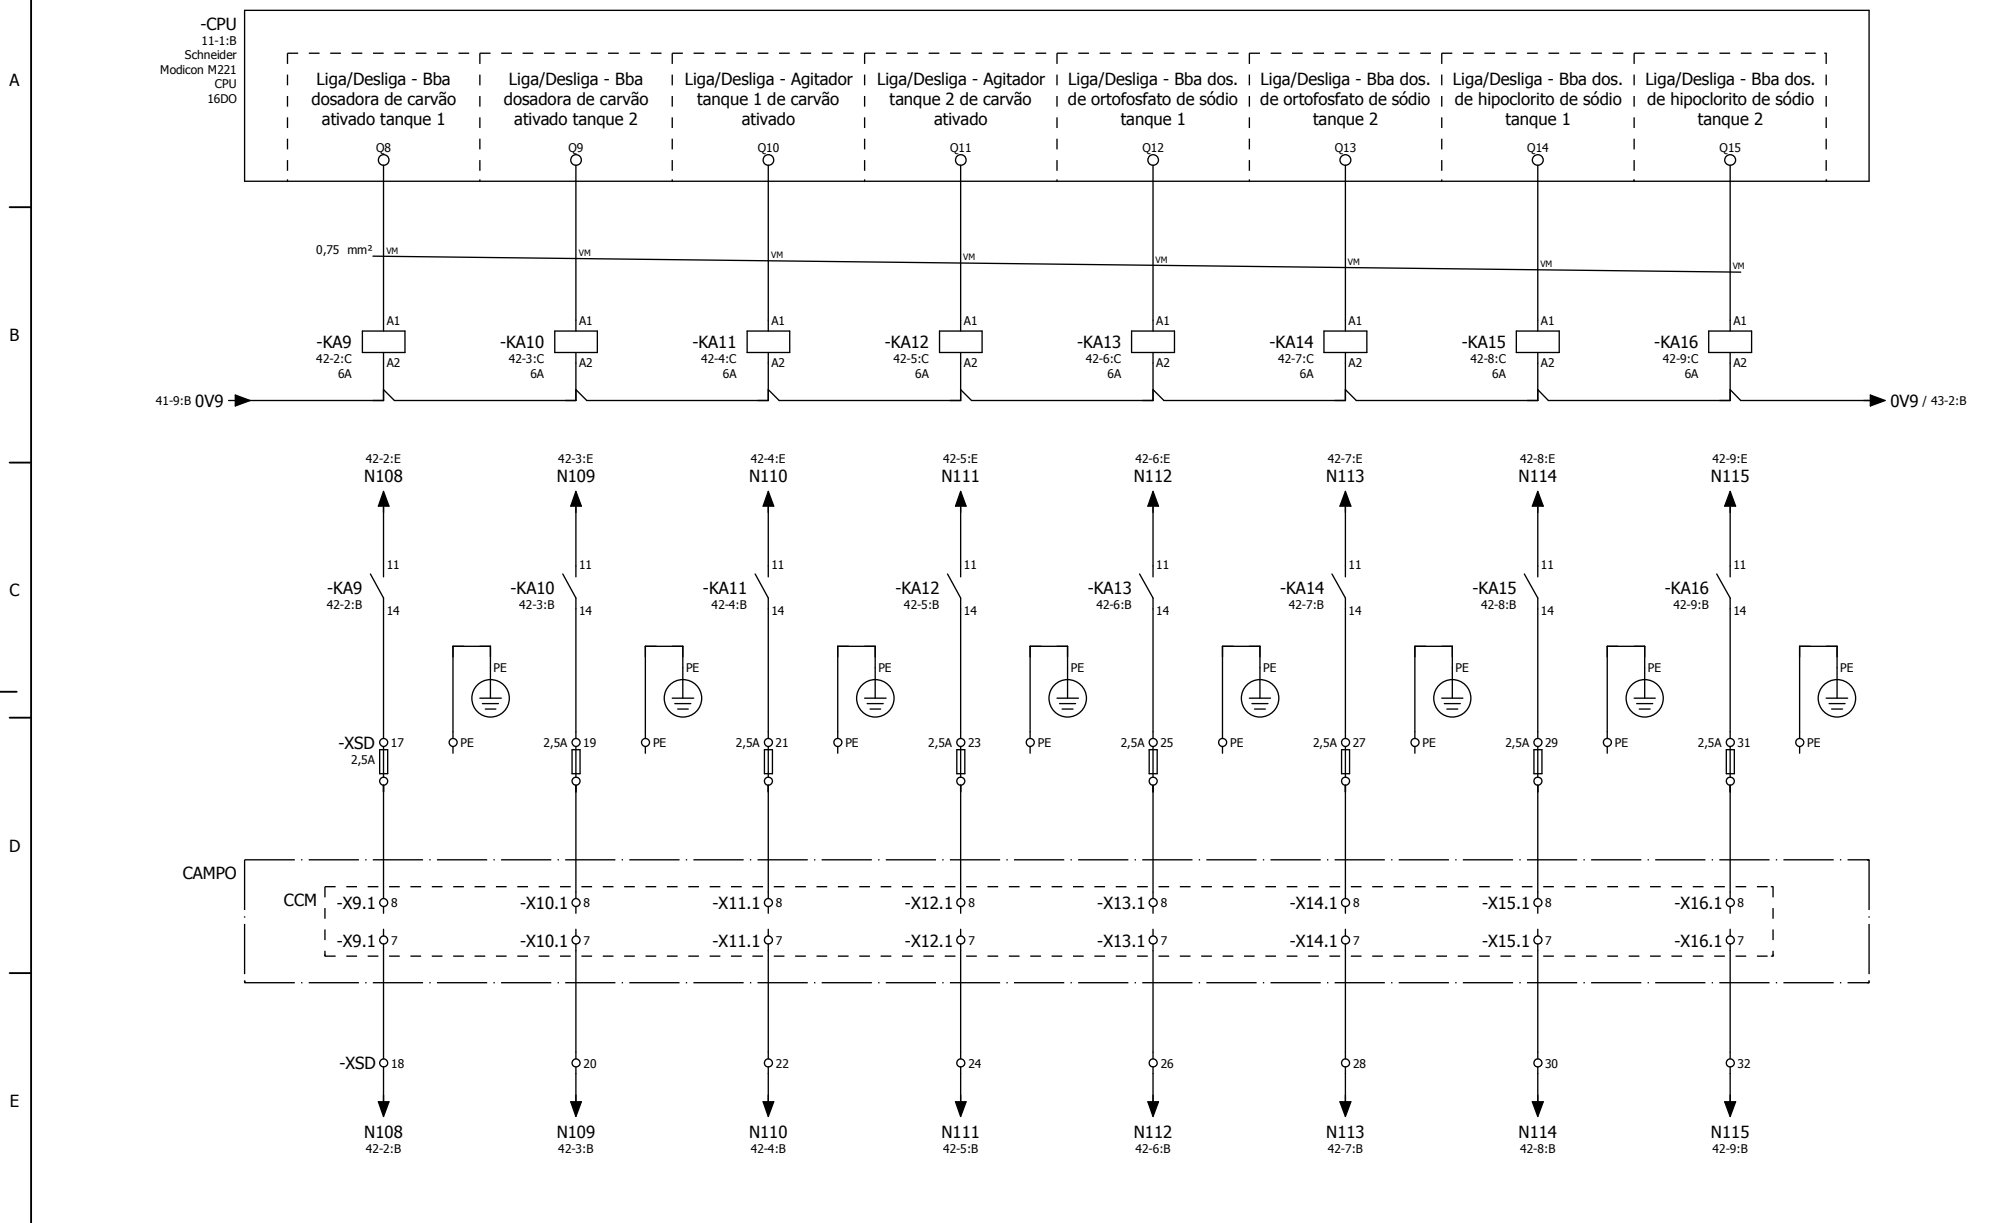 -CPU
11-1:B
Schneider
Modicon M221
CPU
16DO
A
Liga/Desliga - Bba
dosadora de carvão
ativado tanque 1
Q8
Liga/Desliga - Bba
dosadora de carvão
ativado tanque 2
Q9
Liga/Desliga - Agitador
tanque 1 de carvão
ativado
Q10
Liga/Desliga - Agitador
tanque 2 de carvão
ativado
Q11
Liga/Desliga - Bba dos.
de ortofosfato de sódio
tanque 1
Q12
Liga/Desliga - Bba dos.
de ortofosfato de sódio
tanque 2
Q13
Liga/Desliga - Bba dos.
de hipoclorito de sódio
tanque 1
Q14
Liga/Desliga - Bba dos.
de hipoclorito de sódio
tanque 2
Q15
0,75 mm² VM VM VM VM VM VM VM VM
B
A1 A1 A1 A1 A1 A1 A1 A1
-KA9 -KA10 -KA11 -KA12 -KA13 -KA14 -KA15 -KA16
42-2:C 42-3:C 42-4:C 42-5:C 42-6:C 42-7:C 42-8:C 42-9:C
A2 A2 A2 A2 A2 A2 A2 A2
6A 6A 6A 6A 6A 6A 6A 6A
41-9:B 0V9 0V9 / 43-2:B
42-2:E 42-3:E 42-4:E 42-5:E 42-6:E 42-7:E 42-8:E 42-9:E
N108 N109 N110 N111 N112 N113 N114 N115
C
11 11 11 11 11 11 11 11
-KA9 -KA10 -KA11 -KA12 -KA13 -KA14 -KA15 -KA16
42-2:B 42-3:B 42-4:B 42-5:B 42-6:B 42-7:B 42-8:B 42-9:B
14 14 14 14 14 14 14 14
PE PE PE PE PE PE PE PE
-XSD 17 PE 2,5A 19 PE 2,5A 21 PE 2,5A 23 PE 2,5A 25 PE 2,5A 27 PE 2,5A 29 PE 2,5A 31 PE
2,5A
D
CAMPO
CCM -X9.1 8 -X10.1 8 -X11.1 8 -X12.1 8 -X13.1 8 -X14.1 8 -X15.1 8 -X16.1 8
-X9.1 7 -X10.1 7 -X11.1 7 -X12.1 7 -X13.1 7 -X14.1 7 -X15.1 7 -X16.1 7
-XSD 18 20 22 24 26 28 30 32
E
N108 N109 N110 N111 N112 N113 N114 N115
42-2:B 42-3:B 42-4:B 42-5:B 42-6:B 42-7:B 42-8:B 42-9:B